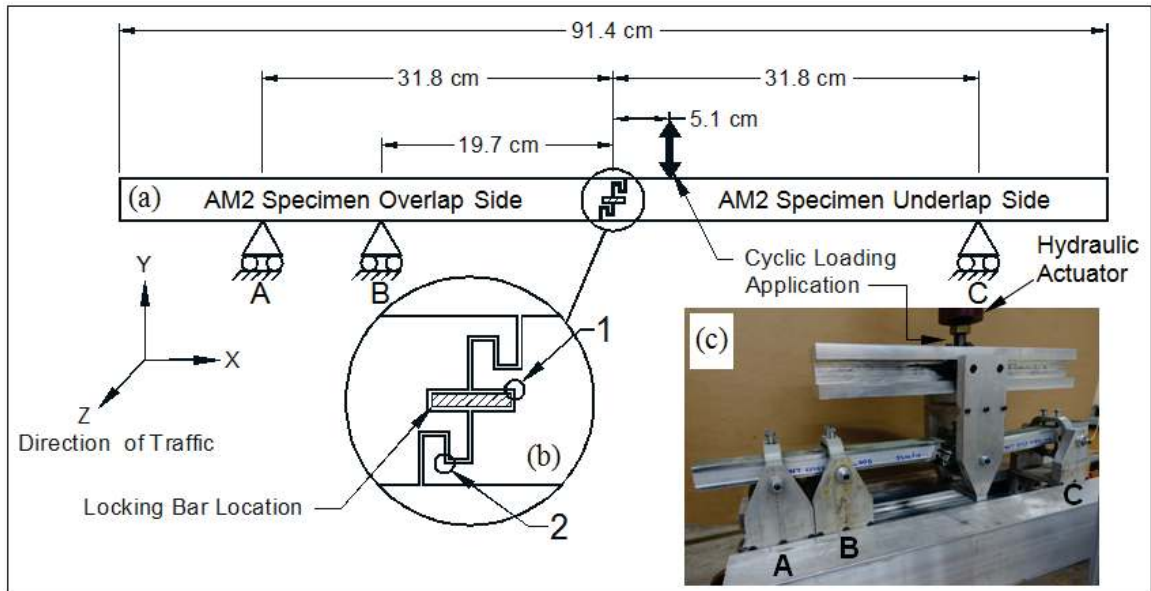 91.4 cm
31.8 cm
31.8 cm
5.1 cm
19.7 cm
(a)
AM2 Specimen Overlap Side
AM2 Specimen Underlap Side
A
B
C
Cyclic Loading
Application
Hydraulic
Actuator
Y
X
Z
Direction of Traffic
1
(b)
Locking Bar Location
2
(c)
A
B
C